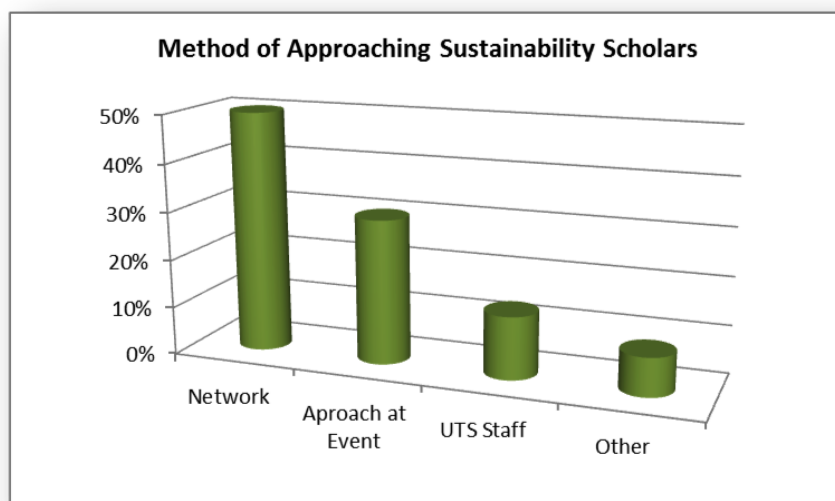 Method of Approaching Sustainability Scholars
50%
40%
30%
20%
10%
0%
Network
Aproach at
Event
UTS Staff
Other